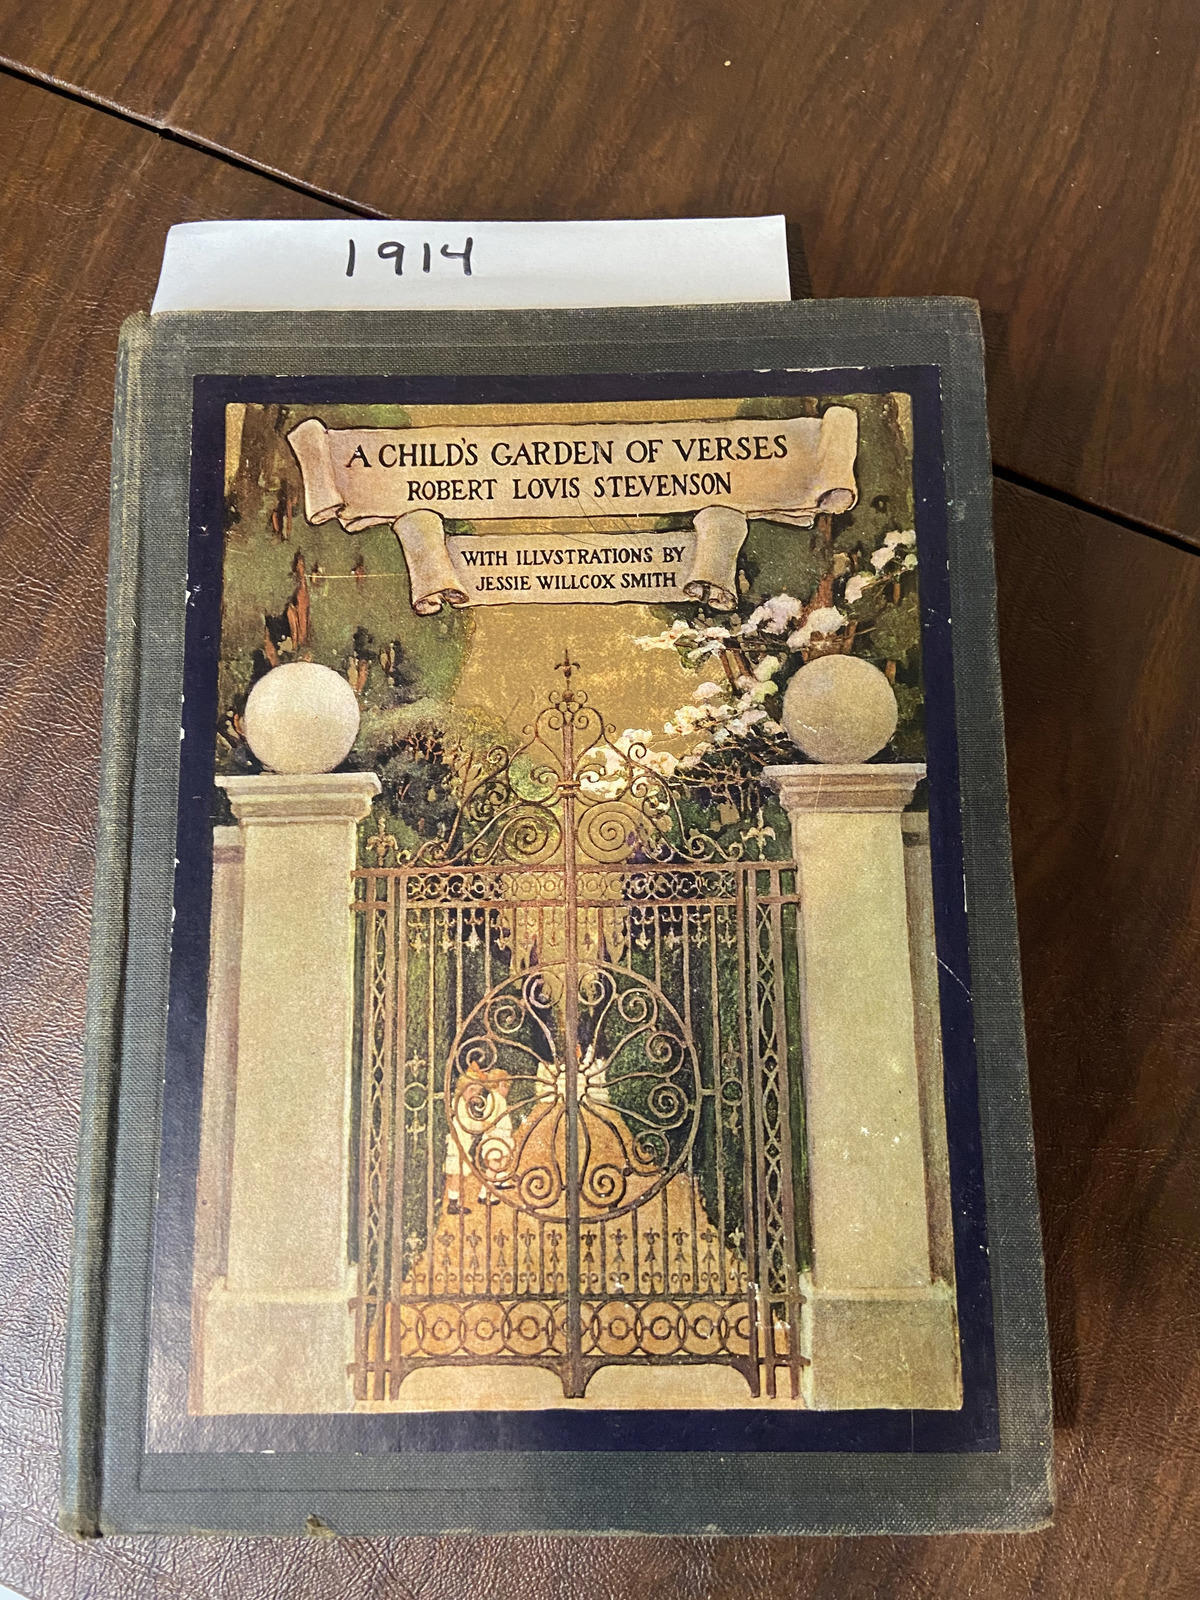 1914
A CHILD'S GARDEN OF VERSES
ROBERT LOVIS STEVENSON
WITH ILLVSTRATIONS BY
JESSIE WILLCOX SMITH